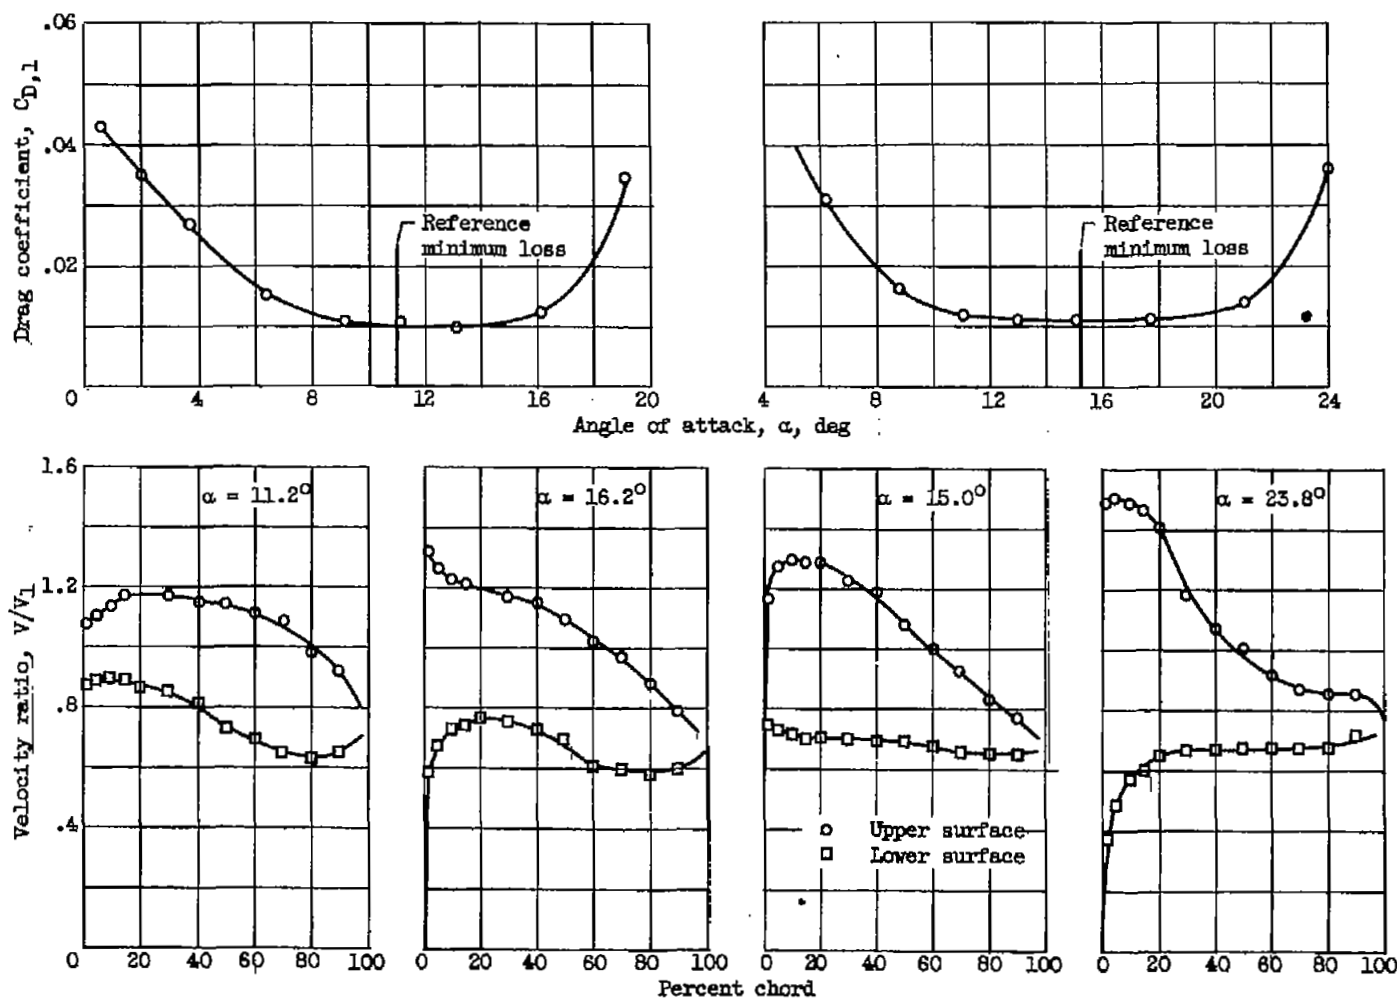 .06
.04
.02
0
Drag coefficient, C_D,1
Reference
minimum loss
0 4 8 12 16 20
Reference
minimum loss
4 8 12 16 20 24
Angle of attack, α, deg
1.6
1.2
.8
.4
Velocity ratio, V/V1
α = 11.2°
0 20 40 60 80 100
α = 16.2°
0 20 40 60 80 100
α = 15.0°
Upper surface
Lower surface
0 20 40 60 80 100
α = 23.8°
0 20 40 60 80 100
Percent chord